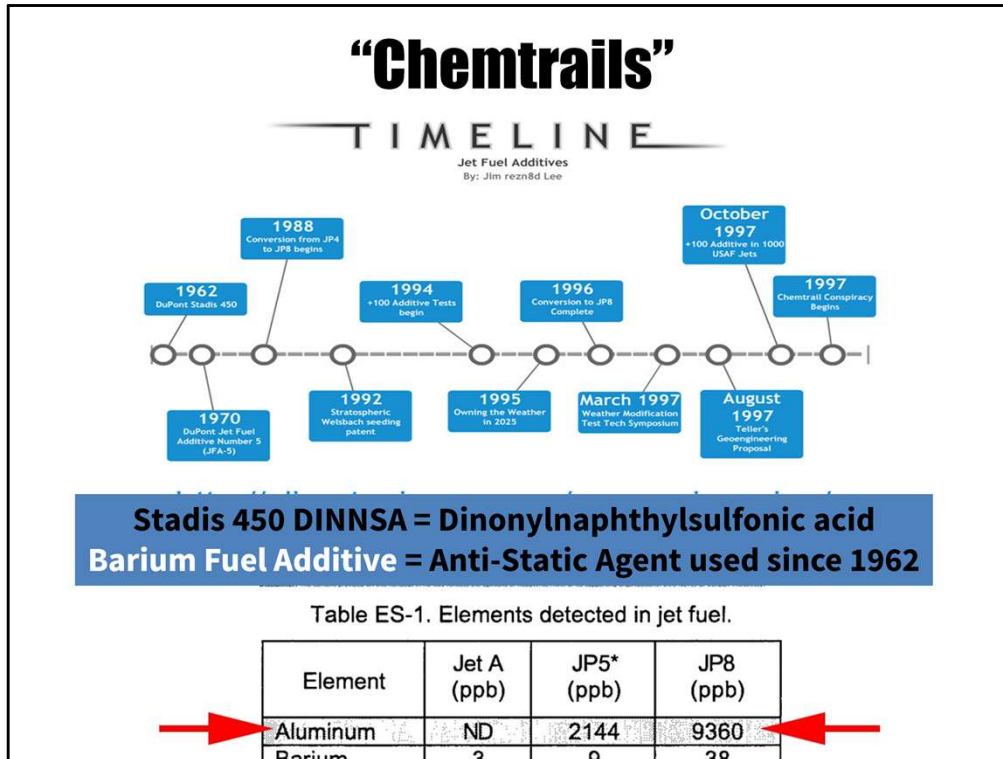 “Chemtrails”
TIMELINE
Jet Fuel Additives
By: Jim rezn8d Lee
1962
DuPont Stadis 450
1988
Conversion from JP4
to JP8 begins
1994
+100 Additive Tests
begin
1996
Conversion to JP8
Complete
October
1997
+100 Additive in 1000
USAF Jets
1997
Chemtrail Conspiracy
Begins
1970
DuPont Jet Fuel
Additive Number 5
(JFA-5)
1992
Stratospheric
Welsbach seeding
patent
1995
Owning the Weather
in 2025
March 1997
Weather Modification
Test Tech Symposium
August
1997
Teller's
Geoengineering
Proposal
Stadis 450 DINNSA = Dinonylnaphthylsulfonic acid
Barium Fuel Additive = Anti-Static Agent used since 1962
Table ES-1. Elements detected in jet fuel.
Element Jet A (ppb) JP5* (ppb) JP8 (ppb)
Aluminum ND 2144 9360
Barium 3 9 38